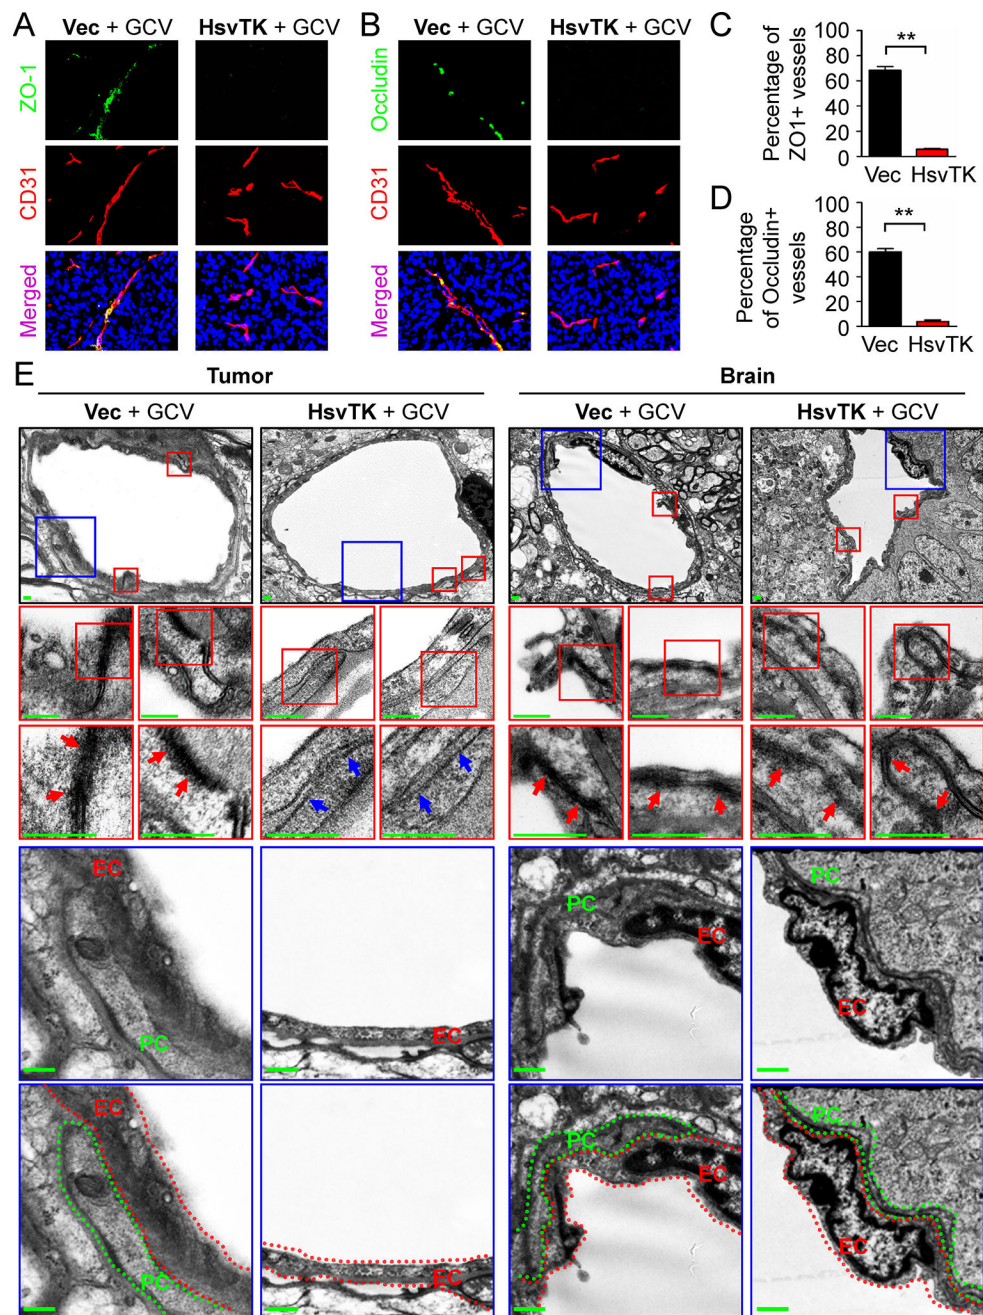 A
Vec + GCV
HsvTK + GCV
ZO-1
CD31
Merged
B
Vec + GCV
HsvTK + GCV
Occludin
CD31
Merged
C
Percentage of
ZO1+ vessels
100
80
60
40
20
0
**
Vec
HsvTK
D
Percentage
of Occludin+
vessels
100
80
60
40
20
0
**
Vec
HsvTK
E
Tumor
Brain
Vec + GCV
HsvTK + GCV
Vec + GCV
HsvTK + GCV
EC
PC
EC
PC
EC
PC
EC
EC
PC
EC
PC
EC
PC
EC